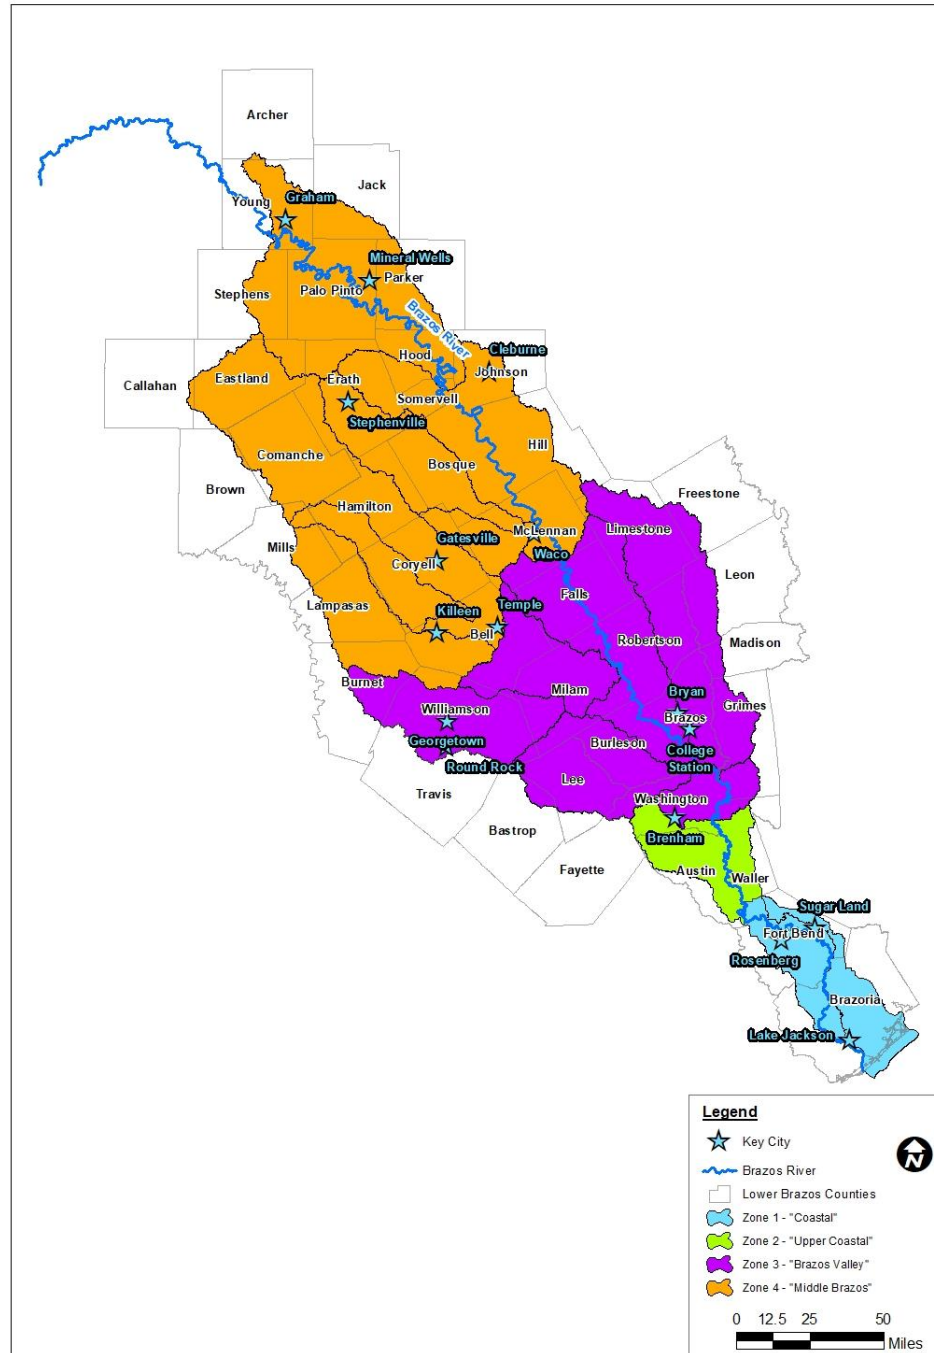 Archer
Jack
Young
Graham
Mineral Wells
Parker
Stephens
Palo Pinto
Brazos River
Hood
Cleburne
Johnson
Callahan
Eastland
Erath
Somervell
Stephenville
Hill
Comanche
Bosque
Brown
Freestone
Hamilton
McLennan
Limestone
Gatesville
Mills
Waco
Coryell
Leon
Falls
Lampasas
Killeen
Temple
Bell
Robertson
Madison
Burnet
Milam
Bryan
Grimes
Williamson
Brazos
Georgetown
Burleson
College
Station
Round Rock
Lee
Travis
Washington
Bastrop
Brenham
Fayette
Austin
Waller
Sugar Land
Fort Bend
Rosenberg
Brazoria
Lake Jackson
Legend
Key City
Brazos River
Lower Brazos Counties
Zone 1 - "Coastal"
Zone 2 - "Upper Coastal"
Zone 3 - "Brazos Valley"
Zone 4 - "Middle Brazos"
N
0 12.5 25 50
Miles